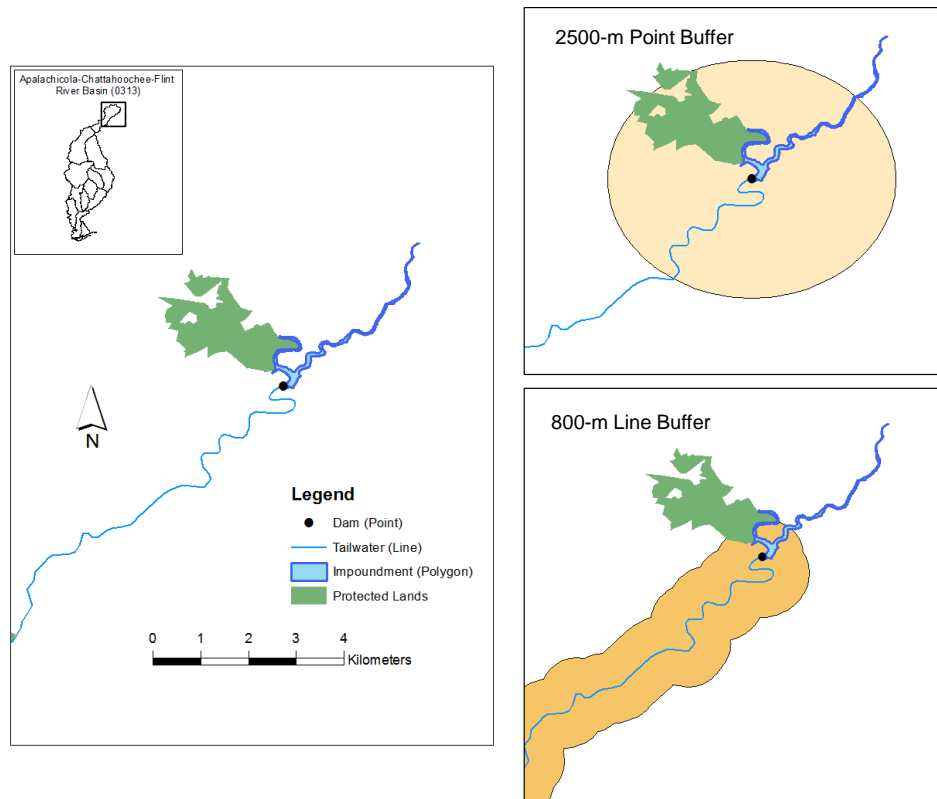 Apalachicola-Chattahoochee-Flint
River Basin (0313)
N
Legend
Dam (Point)
Tailwater (Line)
Impoundment (Polygon)
Protected Lands
0 1 2 3 4
Kilometers
2500-m Point Buffer
800-m Line Buffer